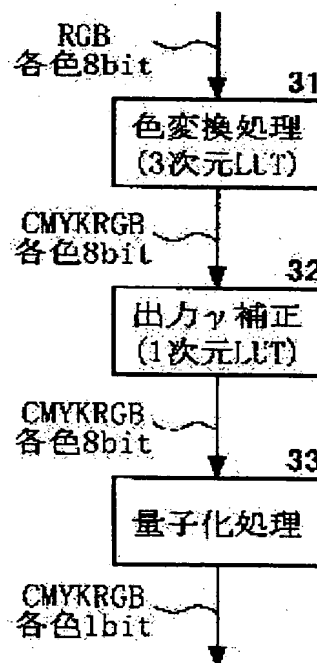 RGB
各色8bit
31
色変換処理
(3次元LUT)
CMYKRGB
各色8bit
32
出力γ補正
(1次元LUT)
CMYKRGB
各色8bit
33
量子化処理
CMYKRGB
各色1bit